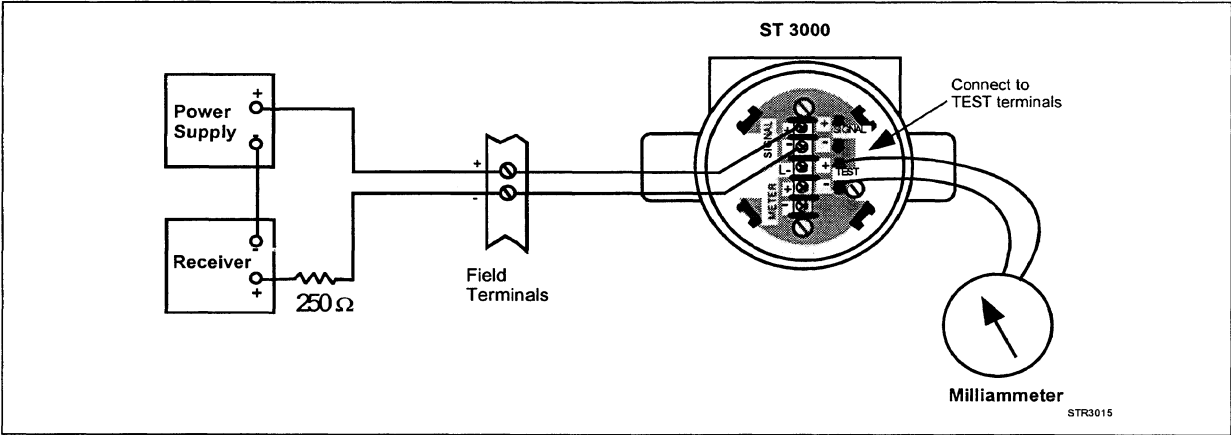 ST 3000
Connect to
TEST terminals
+
Power
Supply
-
SIGNAL
+
-
L-
METER
+
-
+
SIGNAL
-
+
TEST
-
+
-
Receiver
-
+
250 Ω
Field
Terminals
Milliammeter
STR3015